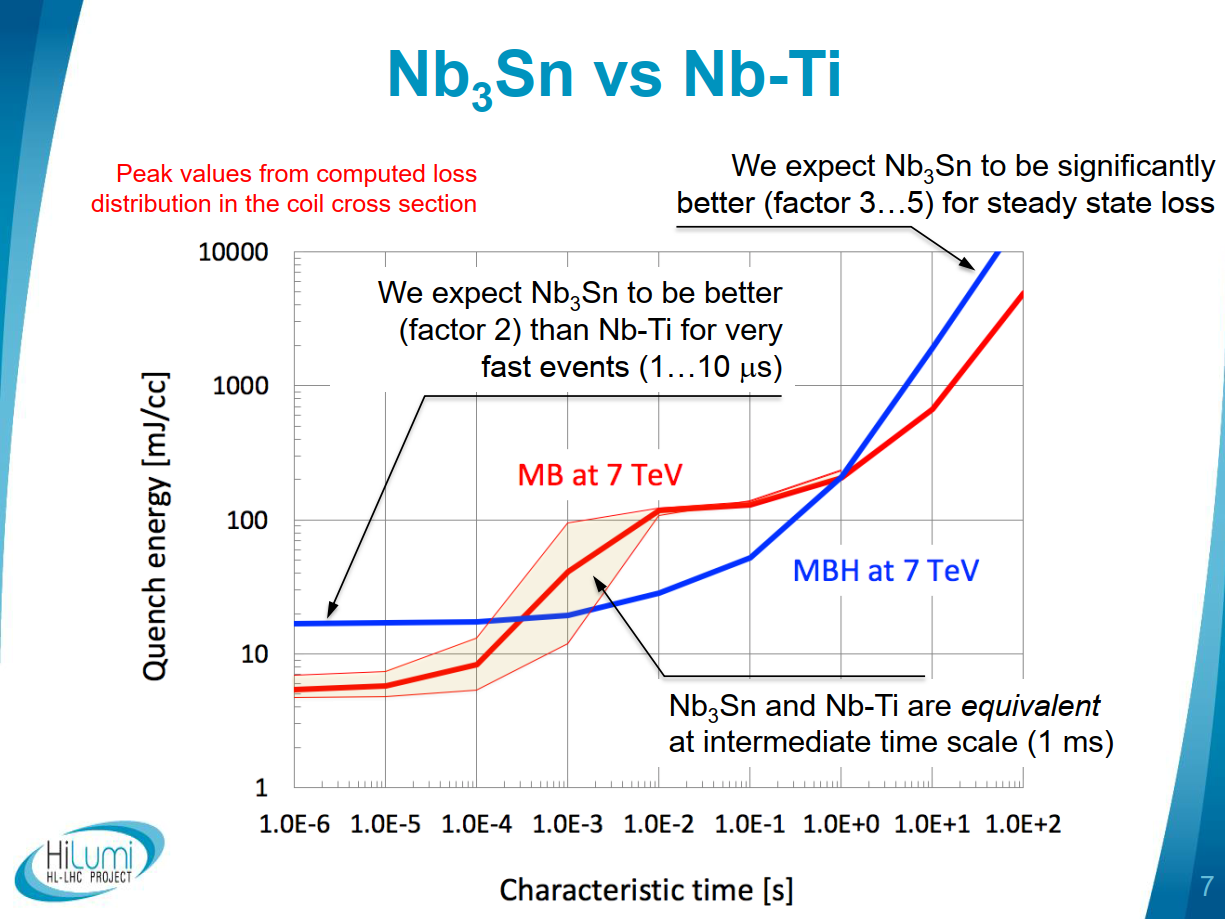 Nb₃Sn vs Nb-Ti
Peak values from computed loss
distribution in the coil cross section
We expect Nb₃Sn to be significantly
better (factor 3…5) for steady state loss
We expect Nb₃Sn to be better
(factor 2) than Nb-Ti for very
fast events (1…10 μs)
MB at 7 TeV
MBH at 7 TeV
Nb₃Sn and Nb-Ti are equivalent
at intermediate time scale (1 ms)
Quench energy [mJ/cc]
10000
1000
100
10
1
1.0E-6 1.0E-5 1.0E-4 1.0E-3 1.0E-2 1.0E-1 1.0E+0 1.0E+1 1.0E+2
Characteristic time [s]
HiLumi
HL-LHC PROJECT
7